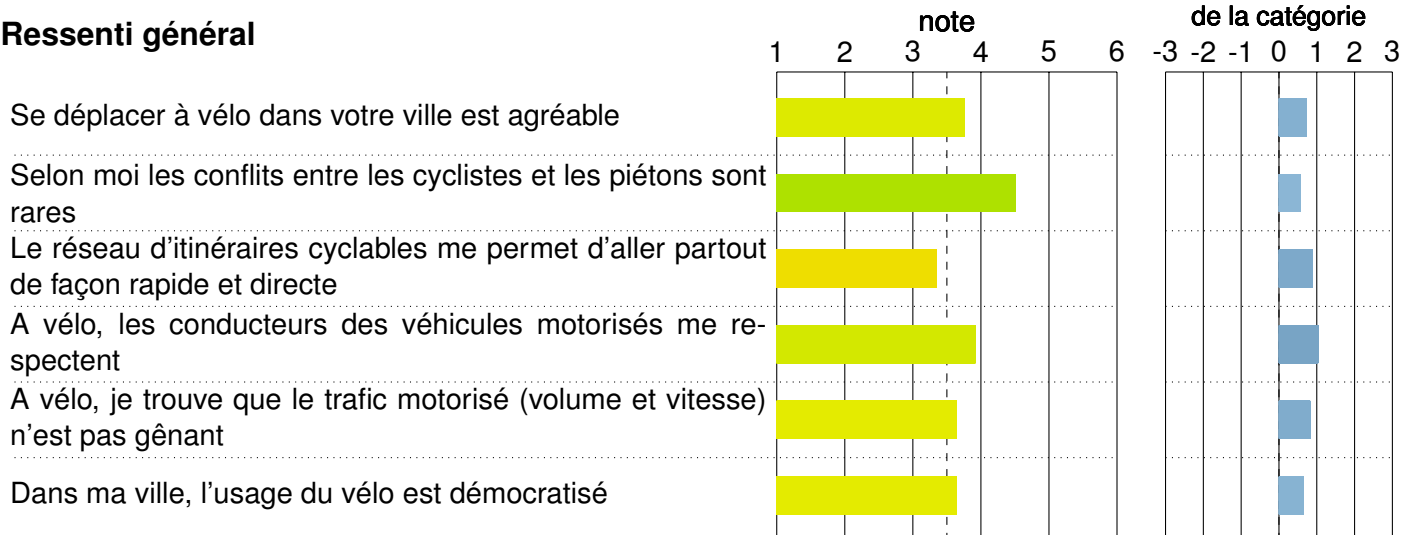 Ressenti général
note
de la catégorie
1 2 3 4 5 6
-3 -2 -1 0 1 2 3
Se déplacer à vélo dans votre ville est agréable
Selon moi les conflits entre les cyclistes et les piétons sont
rares
Le réseau d'itinéraires cyclables me permet d'aller partout
de façon rapide et directe
A vélo, les conducteurs des véhicules motorisés me re-
spectent
A vélo, je trouve que le trafic motorisé (volume et vitesse)
n'est pas gênant
Dans ma ville, l'usage du vélo est démocratisé